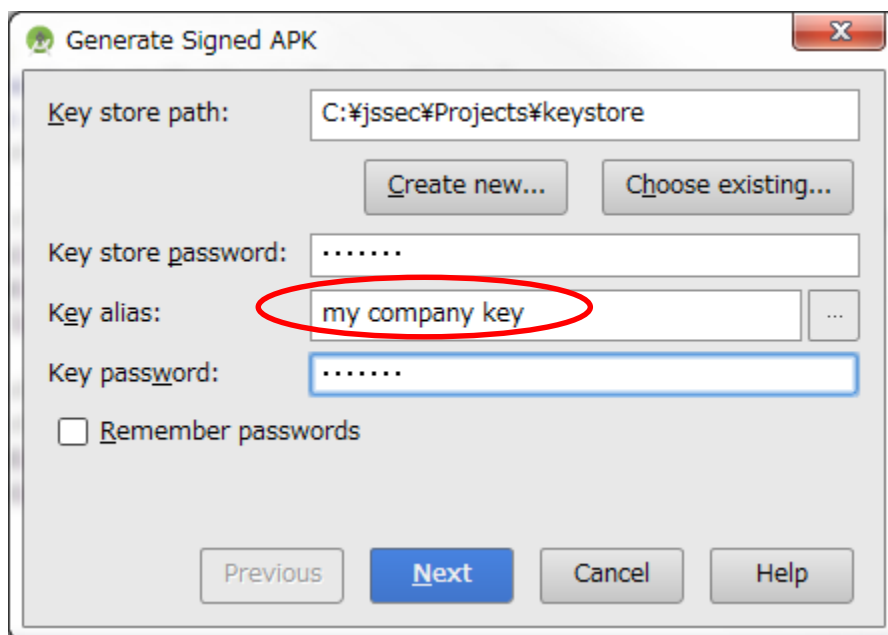 Generate Signed APK
Key store path: C:¥jssec¥Projects¥keystore
Create new... Choose existing...
Key store password: •••••••
Key alias: my company key ...
Key password: •••••••
Remember passwords
Previous Next Cancel Help